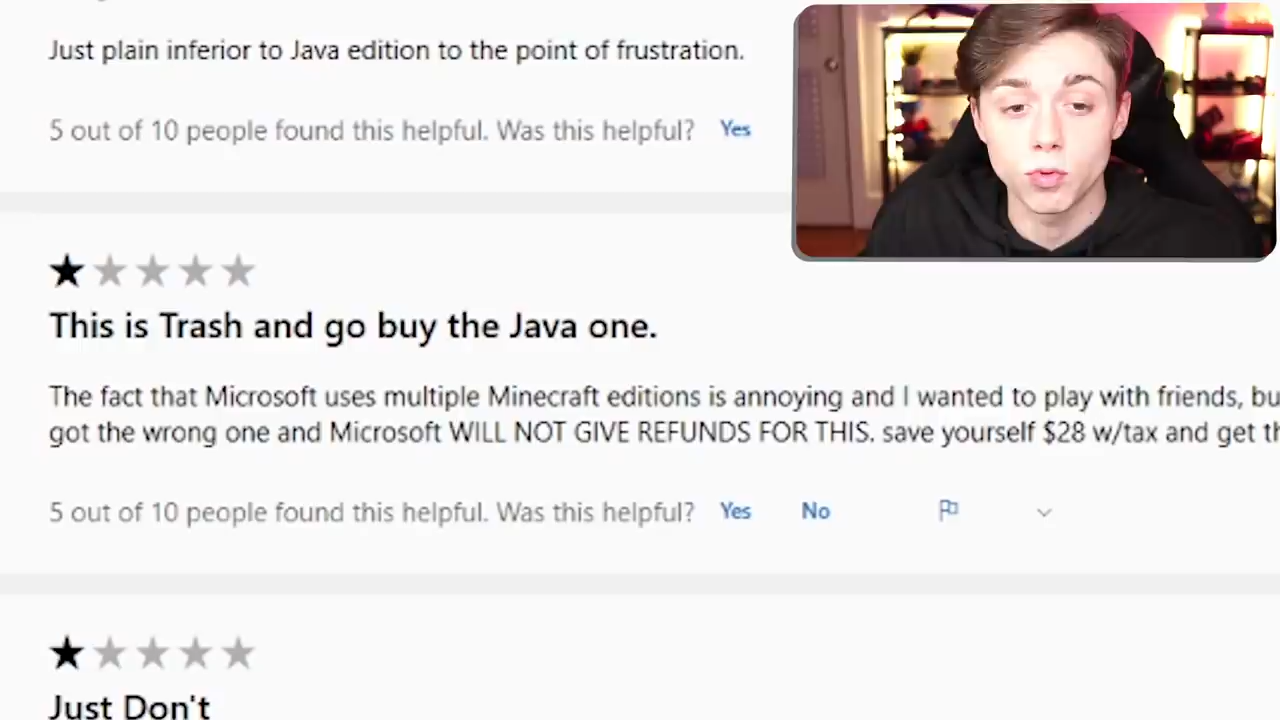 Just plain inferior to Java edition to the point of frustration.
5 out of 10 people found this helpful. Was this helpful? Yes
This is Trash and go buy the Java one.
The fact that Microsoft uses multiple Minecraft editions is annoying and I wanted to play with friends,
got the wrong one and Microsoft WILL NOT GIVE REFUNDS FOR THIS. save yourself $28 w/tax and get
5 out of 10 people found this helpful. Was this helpful? Yes No
Just Don't